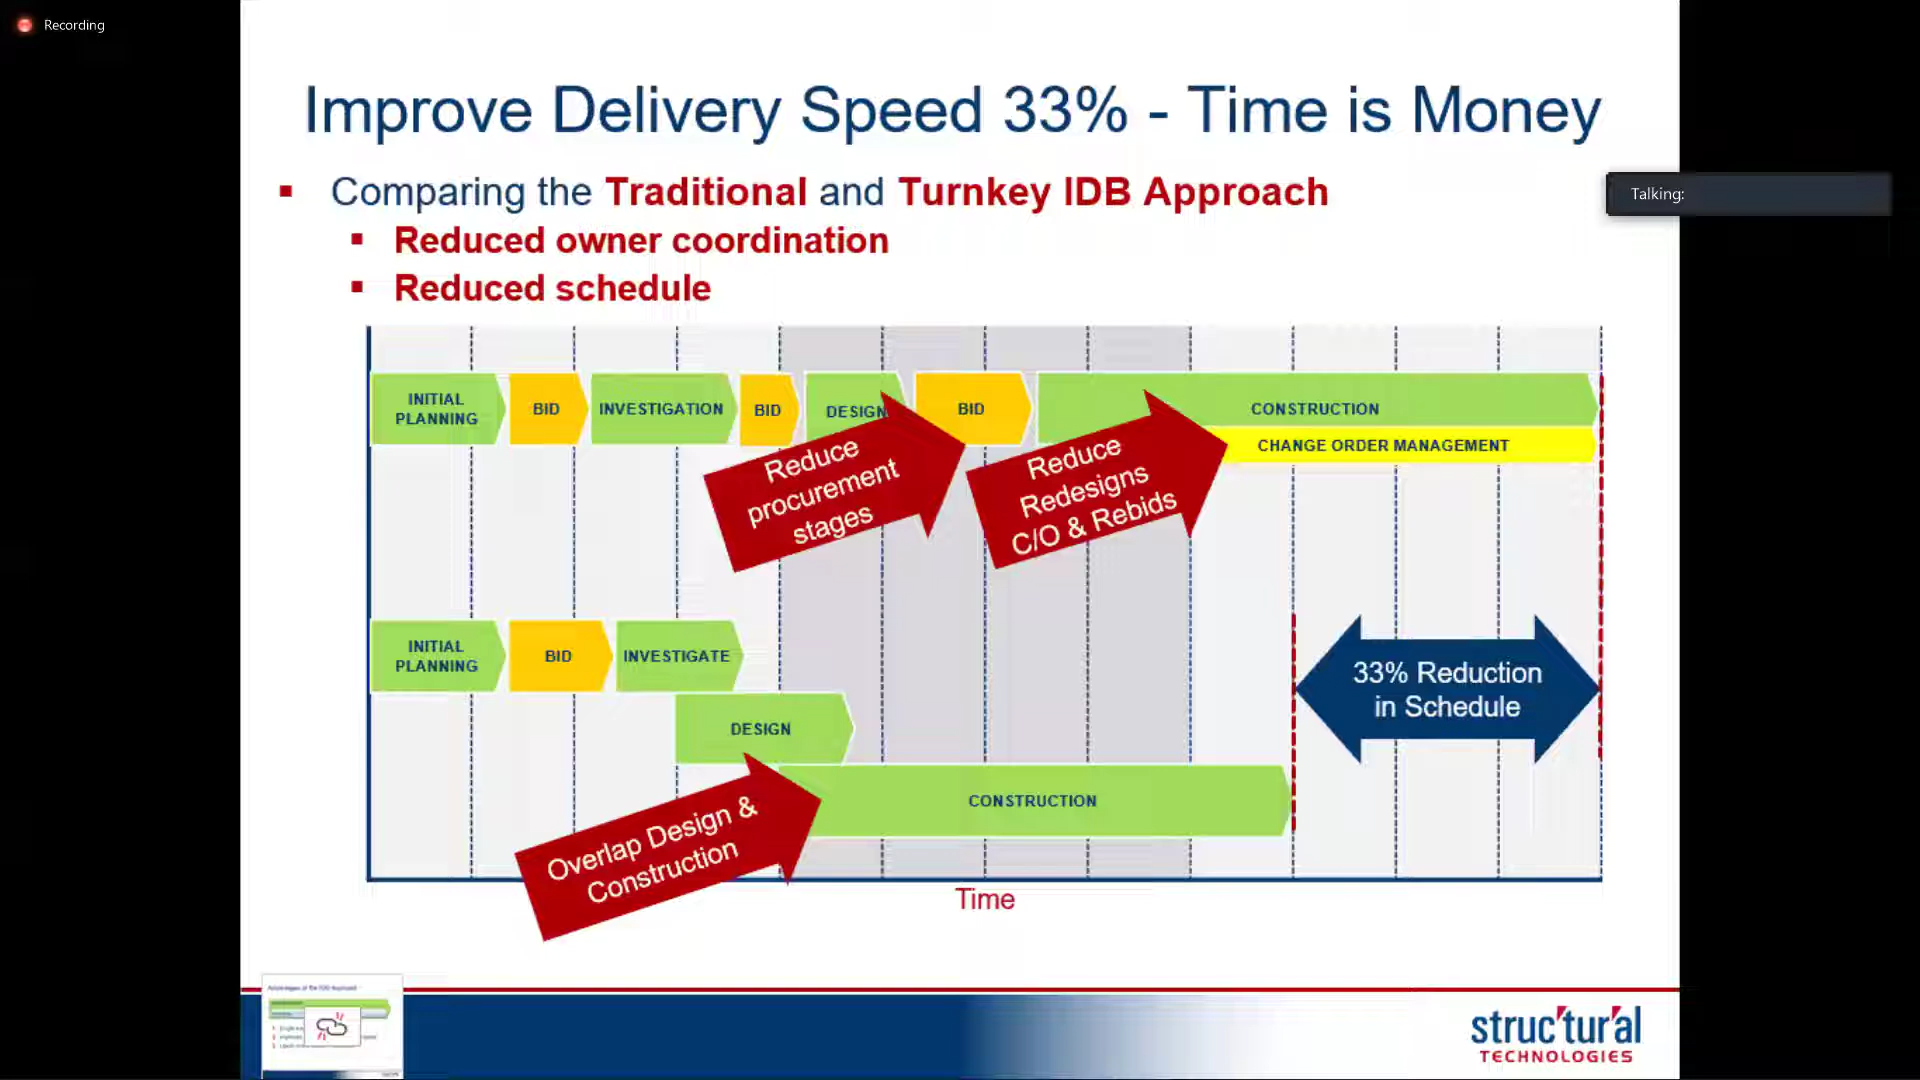 Recording
Improve Delivery Speed 33% - Time is Money
Comparing the Traditional and Turnkey IDB Approach
Talking:
Reduced owner coordination
Reduced schedule
INITIAL
PLANNING
BID
INVESTIGATION
BID
DESIGN
BID
CONSTRUCTION
CHANGE ORDER MANAGEMENT
Reduce
procurement
stages
Reduce
Redesigns
C/O & Rebids
INITIAL
PLANNING
BID
INVESTIGATE
33% Reduction
in Schedule
DESIGN
CONSTRUCTION
Overlap Design &
Construction
Time
struc'tur'al
TECHNOLOGIES